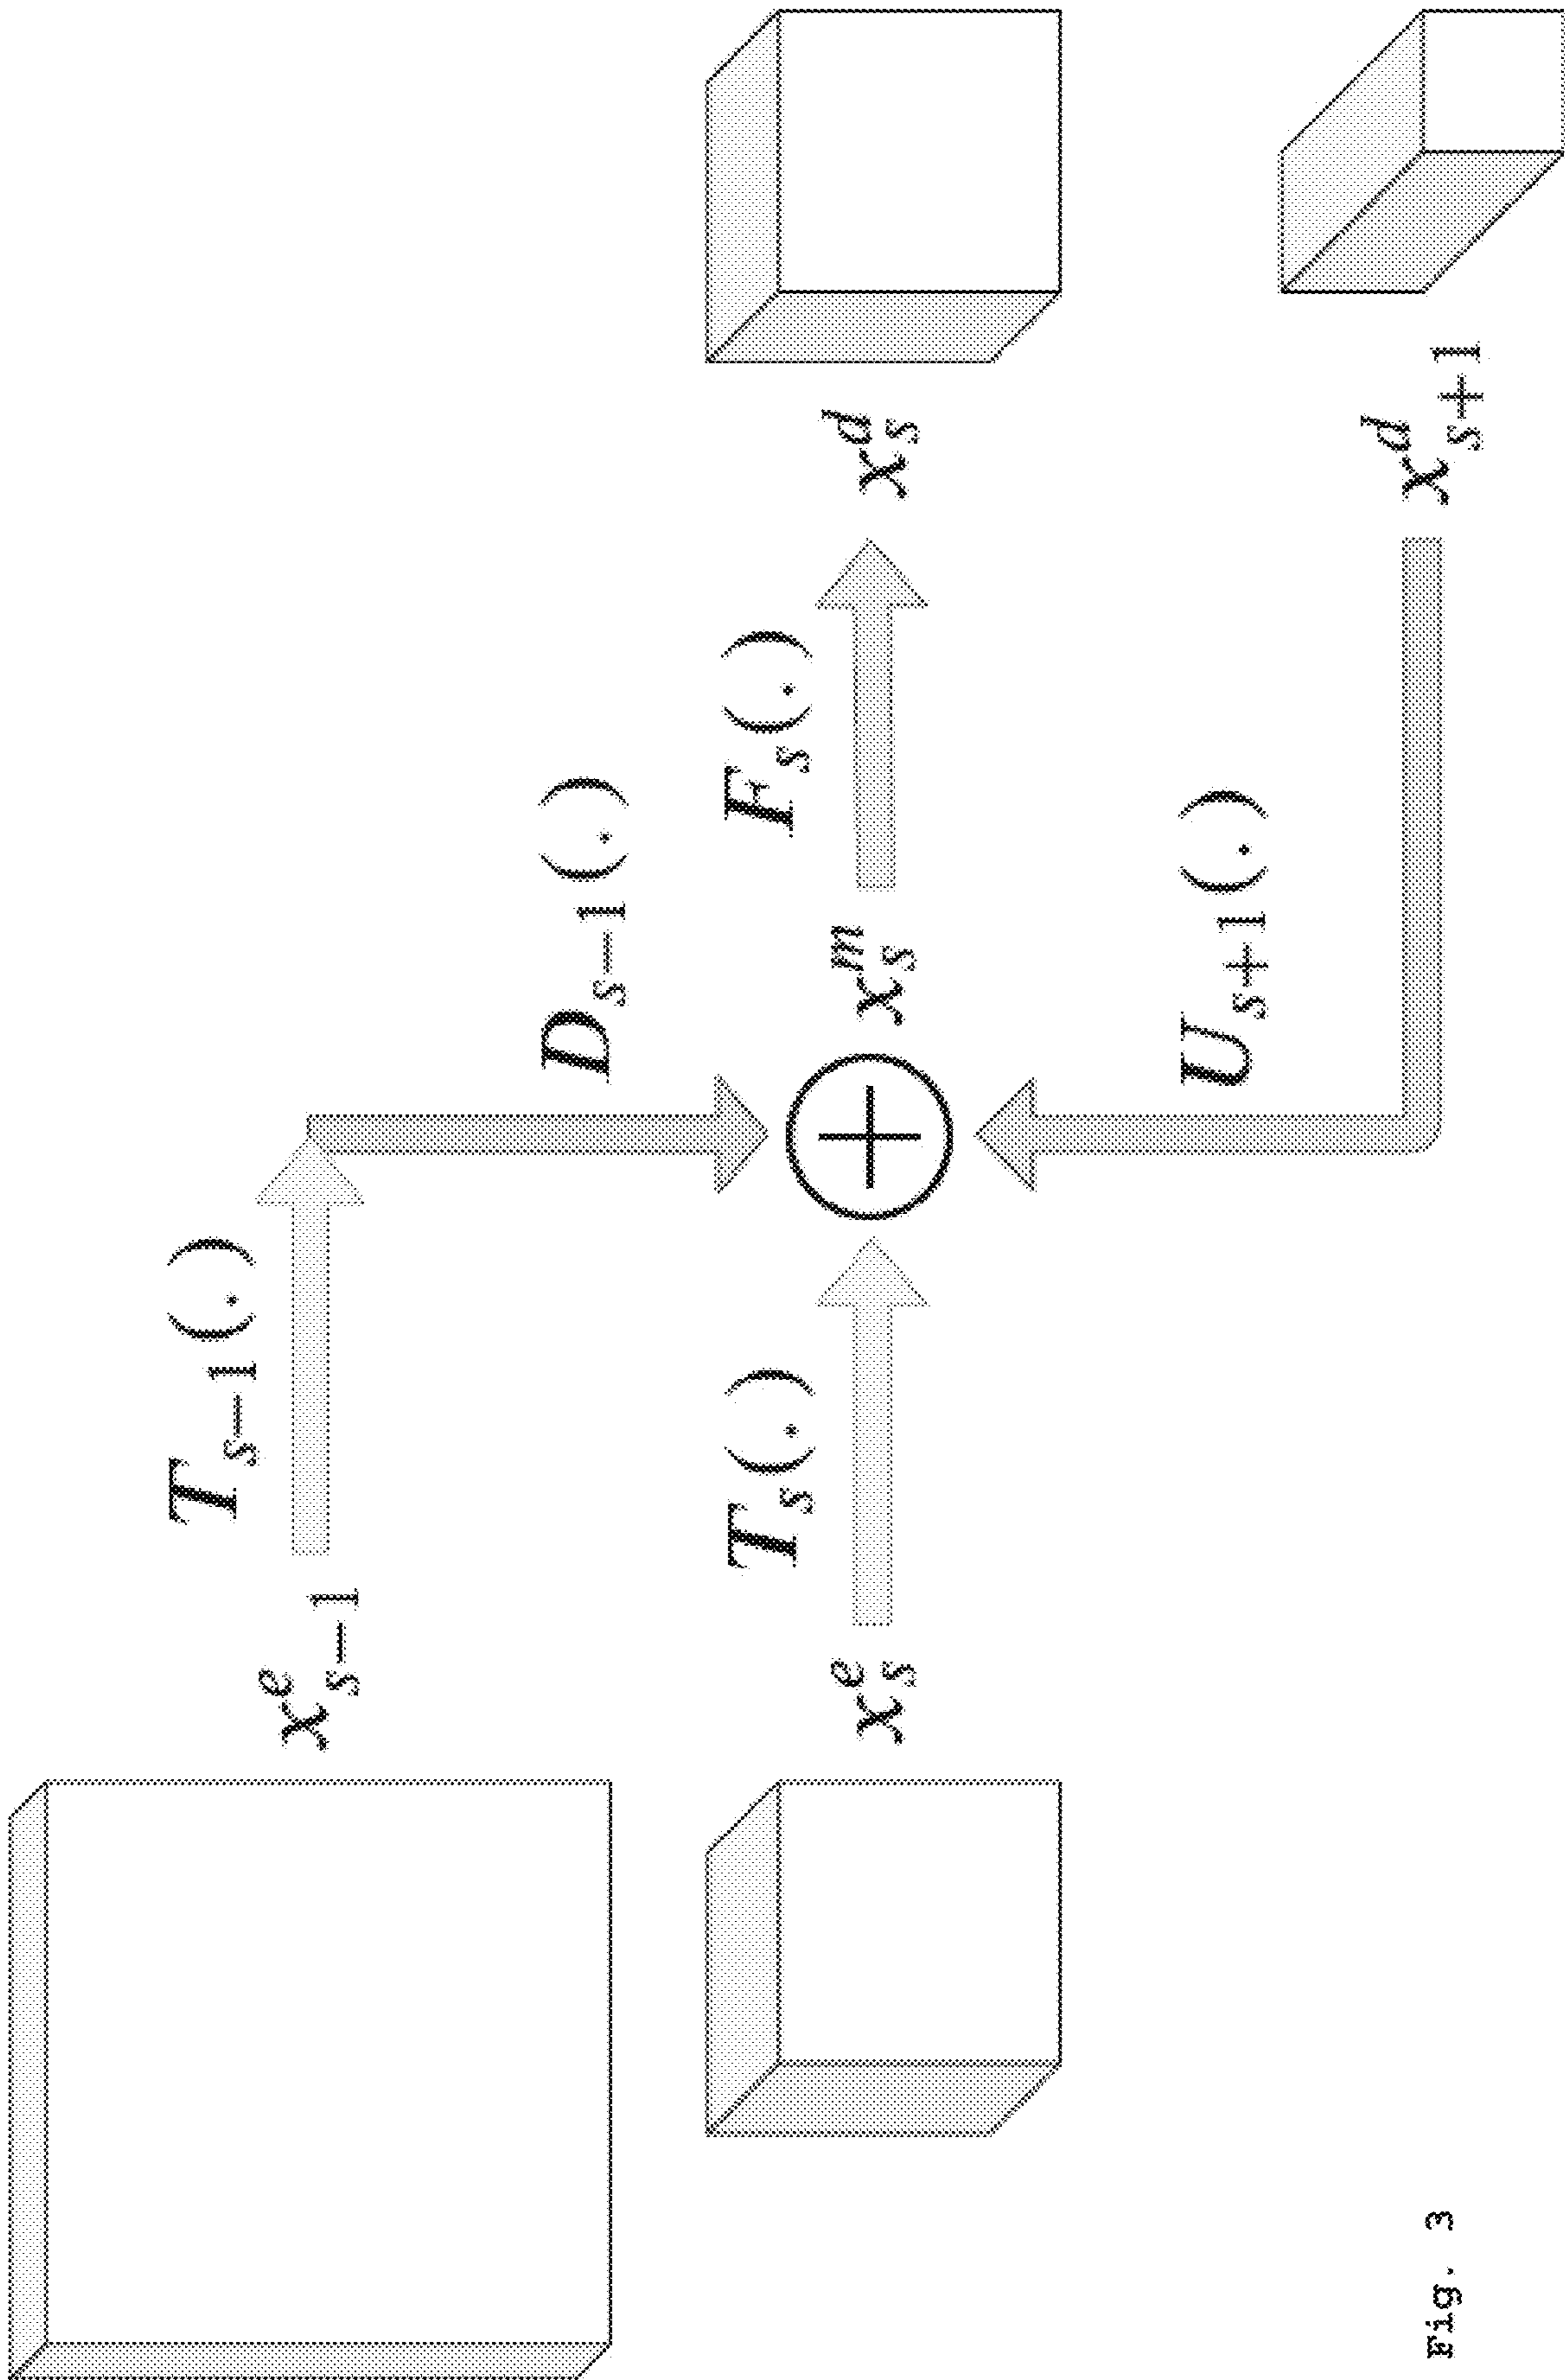 x^e_{s−1} T_{s−1}(.)
D_{s−1}(.)
x^e_s T_s(.) x^m_s F_s(.) x^d_s
U_{s+1}(.)
x^d_{s+1}
Fig. 3